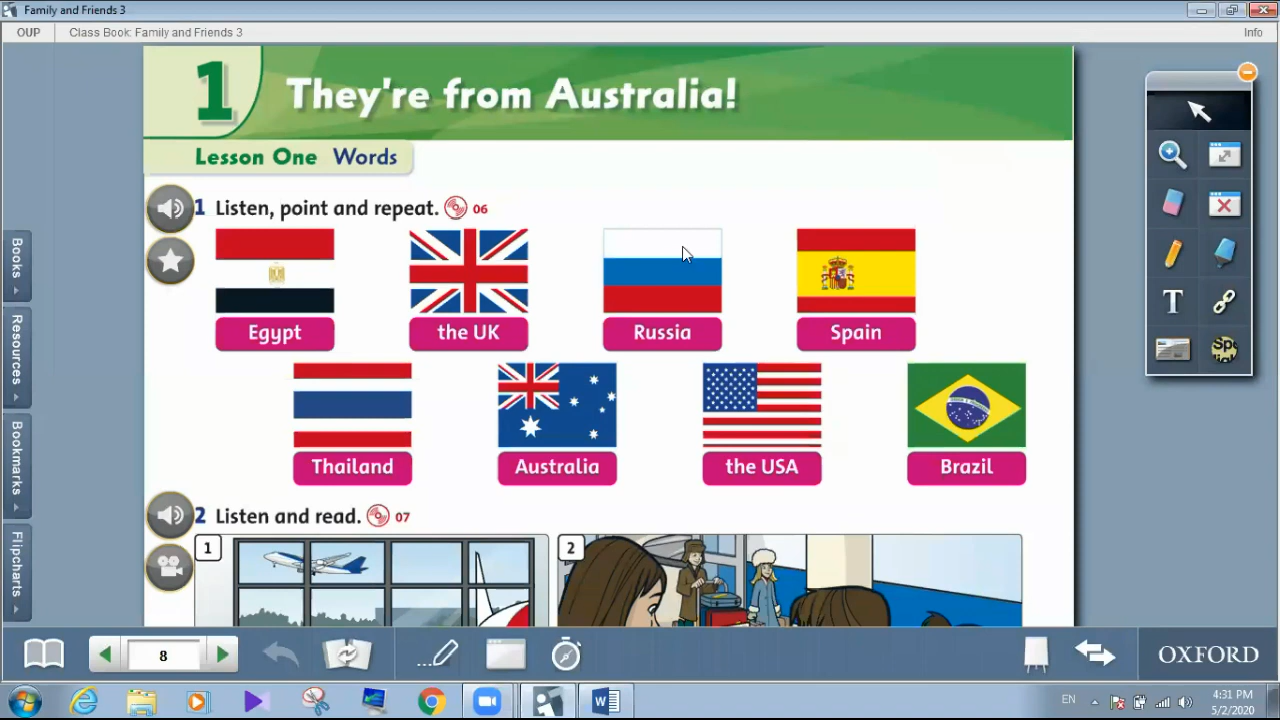 Family and Friends 3
OUP Class Book: Family and Friends 3 Info
1 They're from Australia!
Lesson One Words
1 Listen, point and repeat. 06
Egypt the UK Russia Spain
Thailand Australia the USA Brazil
2 Listen and read. 07
1 2
Books
Resources
Bookmarks
Flipcharts
T
Spe
8
OXFORD
EN
4:31 PM
5/2/2020